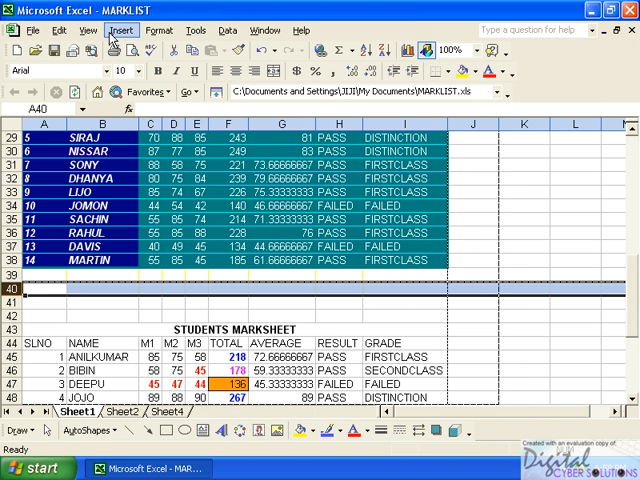 Microsoft Excel - MARKLIST
File Edit View Insert Format Tools Data Window Help Type a question for help
100%
Arial 10 B I U $ % ,
Favorites Go C:\Documents and Settings\JIJI\My Documents\MARKLIST.xls
A40 fx
A B C D E F G H I J K L M
29 5 SIRAJ 70 88 85 243 81 PASS DISTINCTION
30 6 NISSAR 87 77 85 249 83 PASS DISTINCTION
31 7 SONY 88 58 75 221 73.66666667 PASS FIRSTCLASS
32 8 DHANYA 80 75 84 239 79.66666667 PASS FIRSTCLASS
33 9 LIJO 85 74 67 226 75.33333333 PASS FIRSTCLASS
34 10 JOMON 44 54 42 140 46.66666667 FAILED FAILED
35 11 SACHIN 55 85 74 214 71.33333333 PASS FIRSTCLASS
36 12 RAHUL 55 85 88 228 76 PASS FIRSTCLASS
37 13 DAVIS 40 49 45 134 44.66666667 FAILED FAILED
38 14 MARTIN 55 85 45 185 61.66666667 PASS FIRSTCLASS
39
40
41
42
43 STUDENTS MARKSHEET
44 SLNO NAME M1 M2 M3 TOTAL AVERAGE RESULT GRADE
45 1 ANILKUMAR 85 75 58 218 72.66666667 PASS FIRSTCLASS
46 2 BIBIN 58 75 45 178 59.33333333 PASS SECONDCLASS
47 3 DEEPU 45 47 44 136 45.33333333 FAILED FAILED
48 4 JOJO 89 88 90 267 89 PASS DISTINCTION
Sheet1 Sheet2 Sheet4
Draw AutoShapes
Ready NUM
Created with an evaluation copy of
Digital
CYBER SOLUTIONS
start Microsoft Excel - MAR...